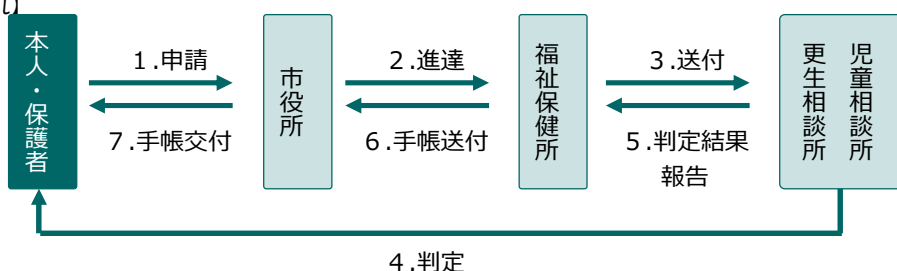 本人・保護者
1.申請
7.手帳交付
市役所
2.進達
6.手帳送付
福祉保健所
3.送付
5.判定結果
報告
児童相談所
更生相談所
4.判定